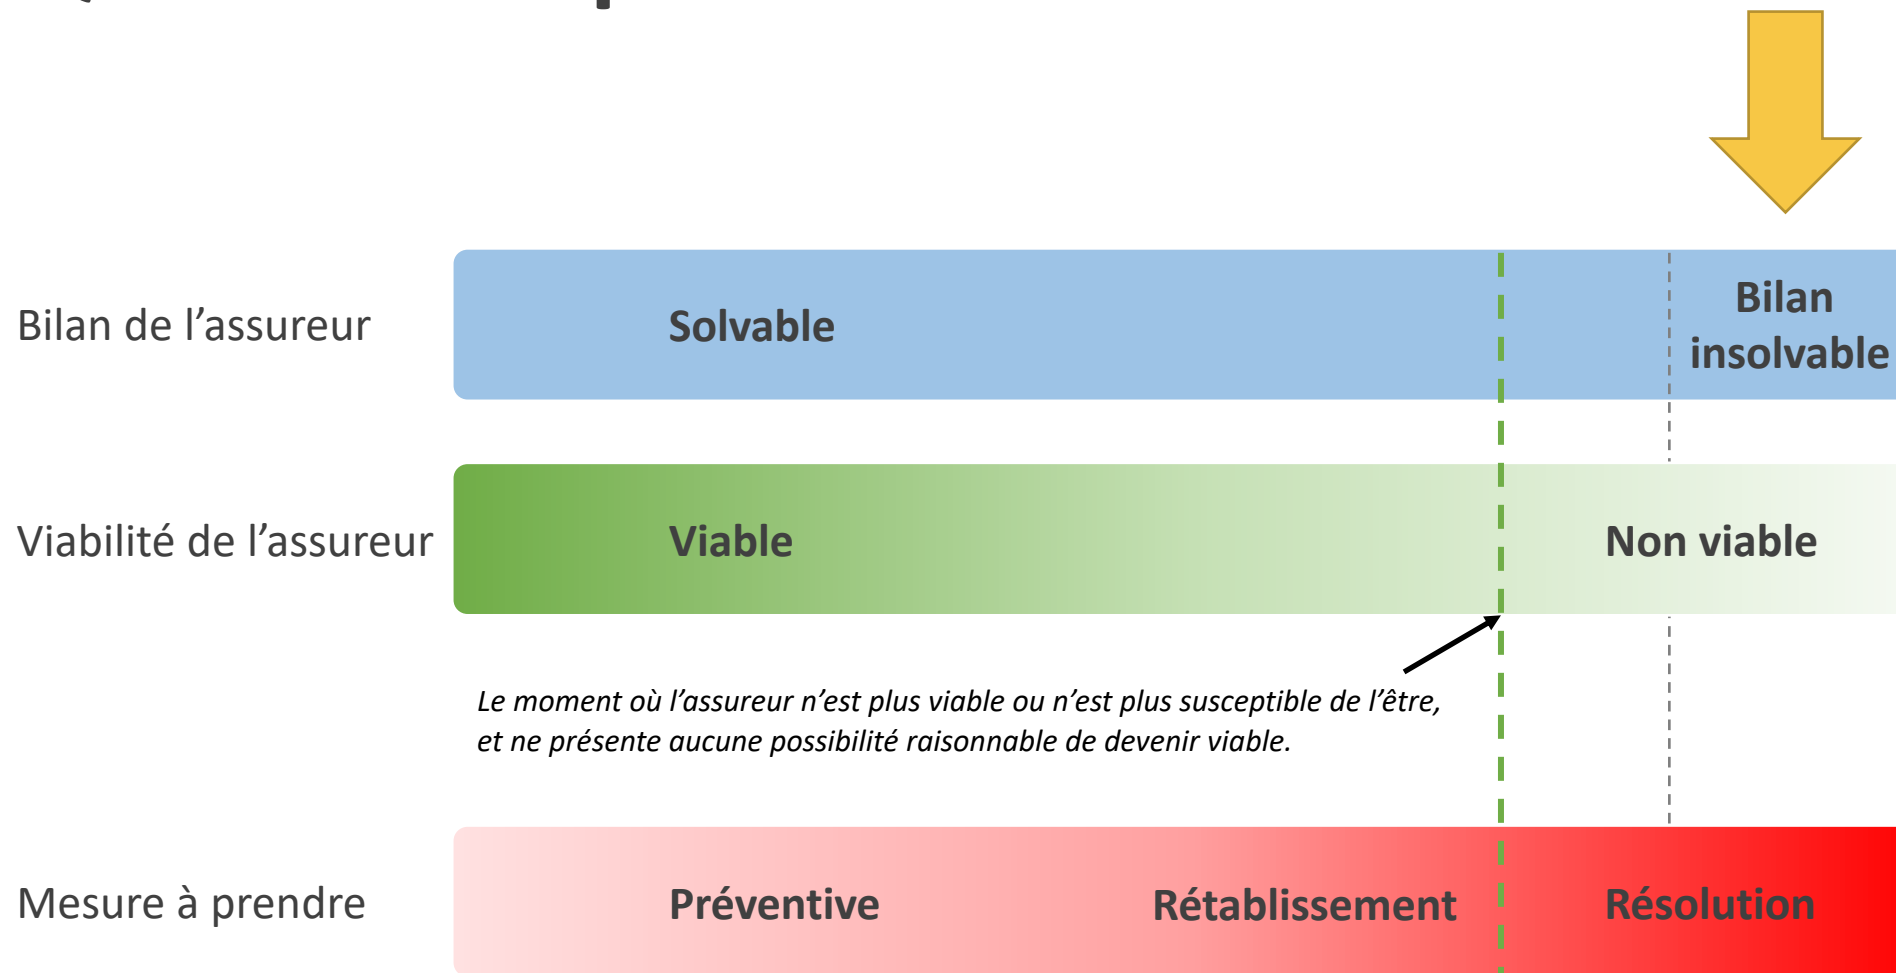 Bilan de l’assureur
Solvable
Bilan
insolvable
Viabilité de l’assureur
Viable
Non viable
Le moment où l’assureur n’est plus viable ou n’est plus susceptible de l’être,
et ne présente aucune possibilité raisonnable de devenir viable.
Mesure à prendre
Préventive
Rétablissement
Résolution